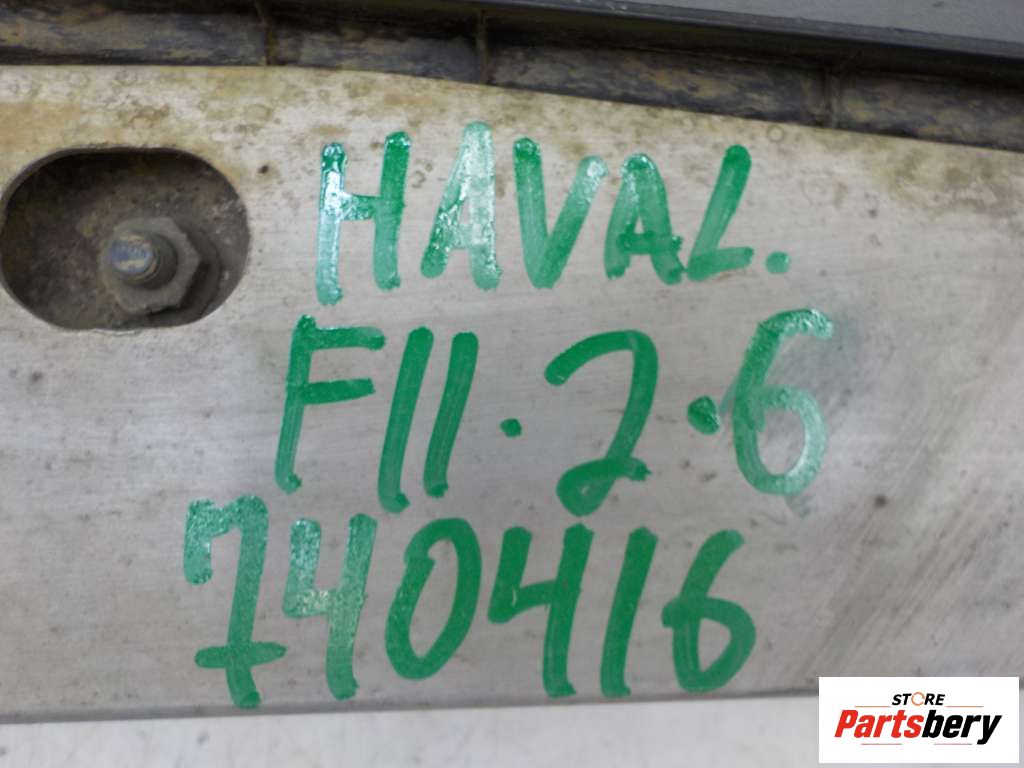 HAVAL.
F11.2.6
740416
STORE
Partsbery